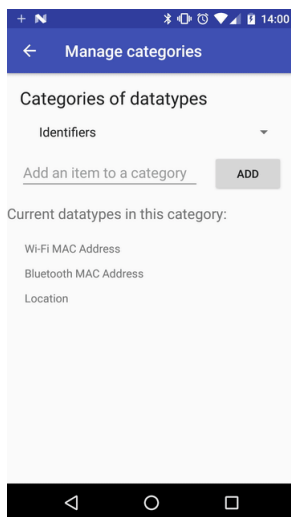 14:00
Manage categories
Categories of datatypes
Identifiers
Add an item to a category
ADD
Current datatypes in this category:
Wi-Fi MAC Address
Bluetooth MAC Address
Location